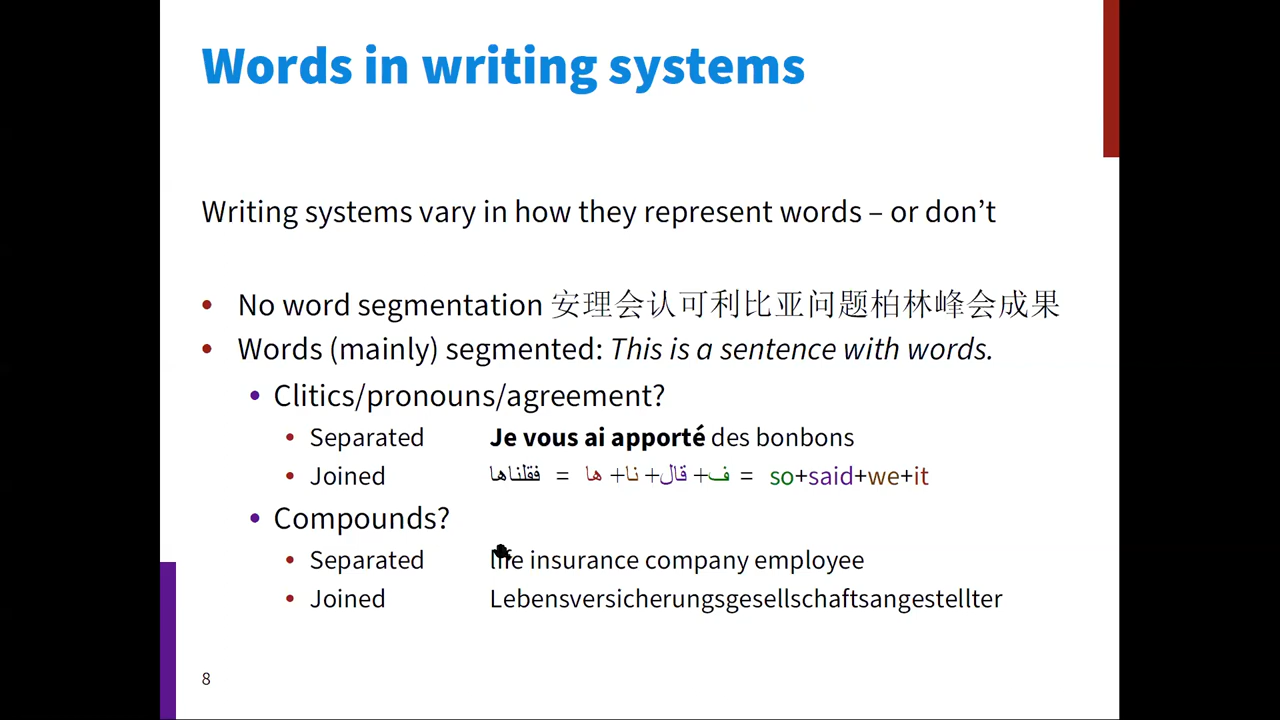 Words in writing systems
Writing systems vary in how they represent words – or don't
• No word segmentation 安理会认可利比亚问题柏林峰会成果
• Words (mainly) segmented: This is a sentence with words.
• Clitics/pronouns/agreement?
• Separated Je vous ai apporté des bonbons
• Joined فقلناها = ها+ نا+ قال+ ف = so+said+we+it
• Compounds?
• Separated life insurance company employee
• Joined Lebensversicherungsgesellschaftsangestellter
8